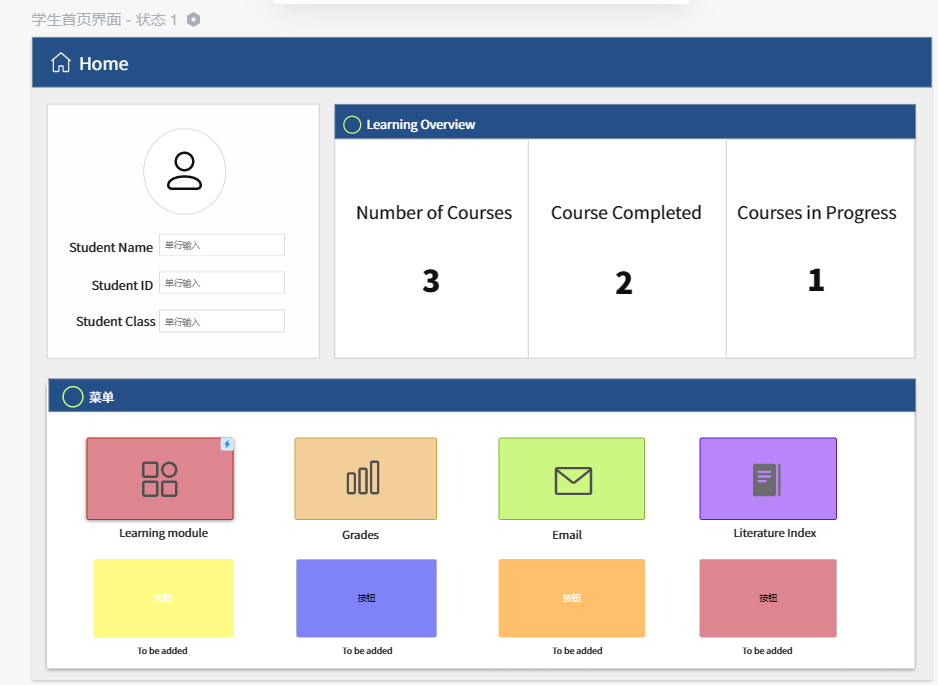 学生首页界面 - 状态 1
Home
Student Name 单行输入
Student ID 单行输入
Student Class 单行输入
Learning Overview
Number of Courses
3
Course Completed
2
Courses in Progress
1
菜单
Learning module
Grades
Email
Literature Index
按钮
按钮
按钮
按钮
To be added
To be added
To be added
To be added